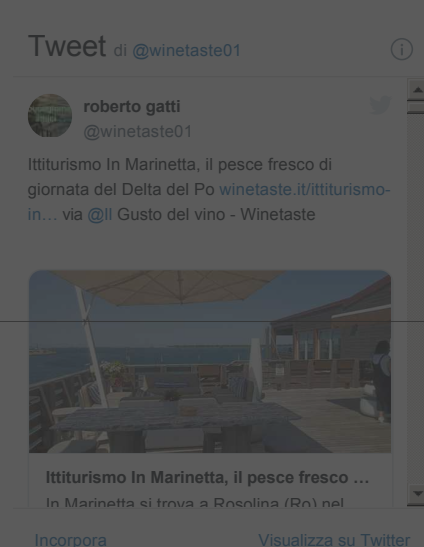 Tweet di @winetaste01
roberto gatti
@winetaste01
Ittiturismo In Marinetta, il pesce fresco di
giornata del Delta del Po winetaste.it/ittiturismo-
in… via @Il Gusto del vino - Winetaste
Ittiturismo In Marinetta, il pesce fresco …
In Marinetta si trova a Rosolina (Ro) nel
Incorpora Visualizza su Twitter